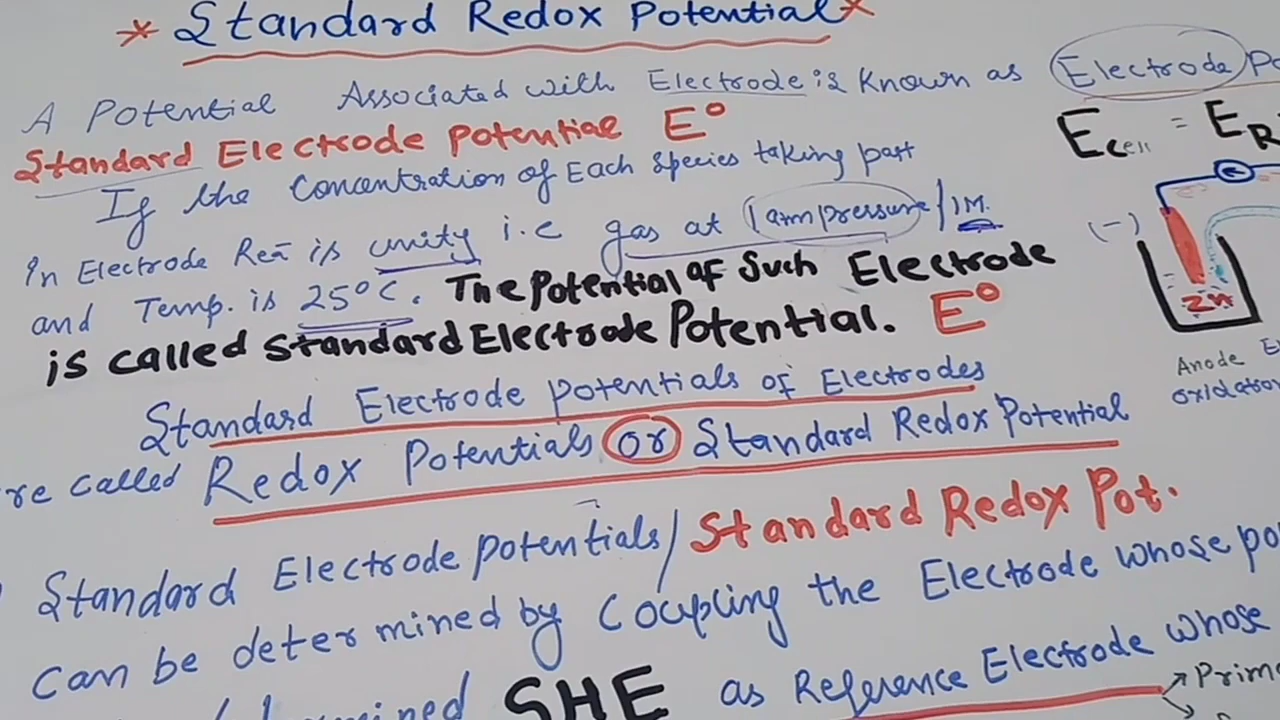 * Standard Redox Potential *
A Potential Associated with Electrode is Known as Electrode Po
Standard Electrode Potential E°
If the Concentration of Each Species taking part
in Electrode Reā is unity i.e gas at 1 atm pressure/1M.
and Temp. is 25°C. The Potential of Such Electrode
is called Standard Electrode Potential. E°
Standard Electrode potentials of Electrodes
re called Redox Potentials or Standard Redox Potential
Standard Electrode potentials/Standard Redox Pot.
can be determined by Coupling the Electrode whose po
SHE as Reference Electrode whose
Prim
Ecell = ER
(-)
Zn
Anode E
oxidation